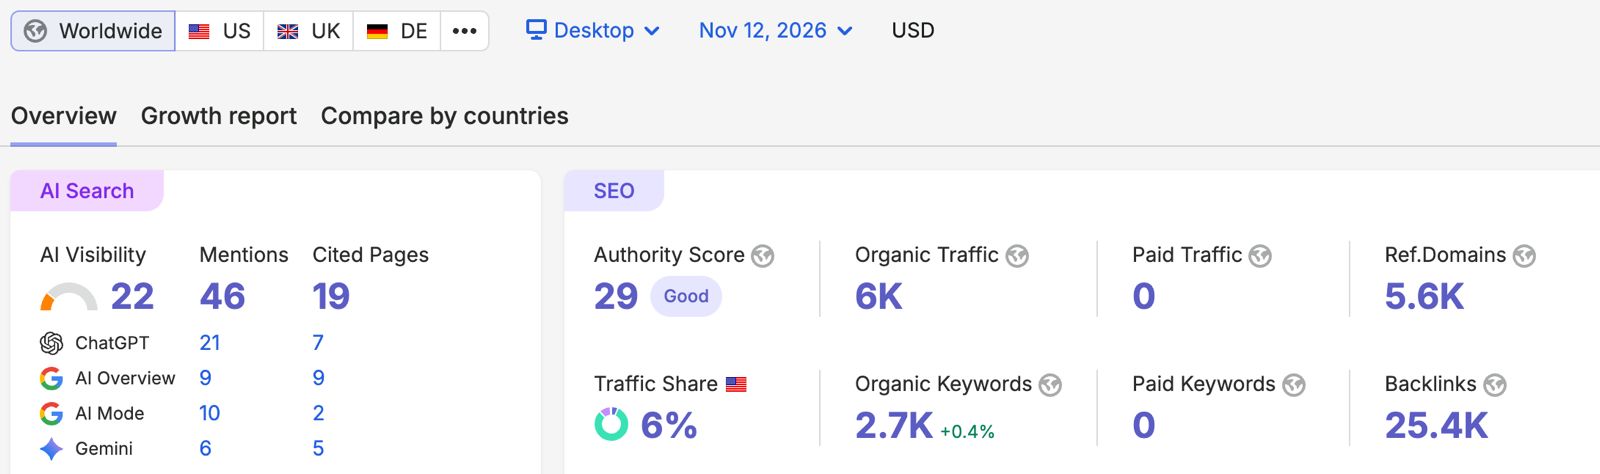 Worldwide US UK DE ••• Desktop Nov 12, 2026 USD
Overview Growth report Compare by countries
AI Search
AI Visibility Mentions Cited Pages
22 46 19
ChatGPT 21 7
AI Overview 9 9
AI Mode 10 2
Gemini 6 5
SEO
Authority Score Organic Traffic Paid Traffic Ref.Domains
29 Good 6K 0 5.6K
Traffic Share Organic Keywords Paid Keywords Backlinks
6% 2.7K +0.4% 0 25.4K